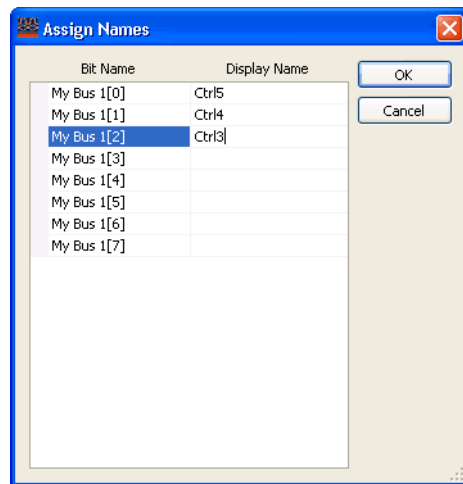 Assign Names
Bit Name Display Name
OK
My Bus 1[0] Ctrl5
My Bus 1[1] Ctrl4
Cancel
My Bus 1[2] Ctrl3
My Bus 1[3]
My Bus 1[4]
My Bus 1[5]
My Bus 1[6]
My Bus 1[7]